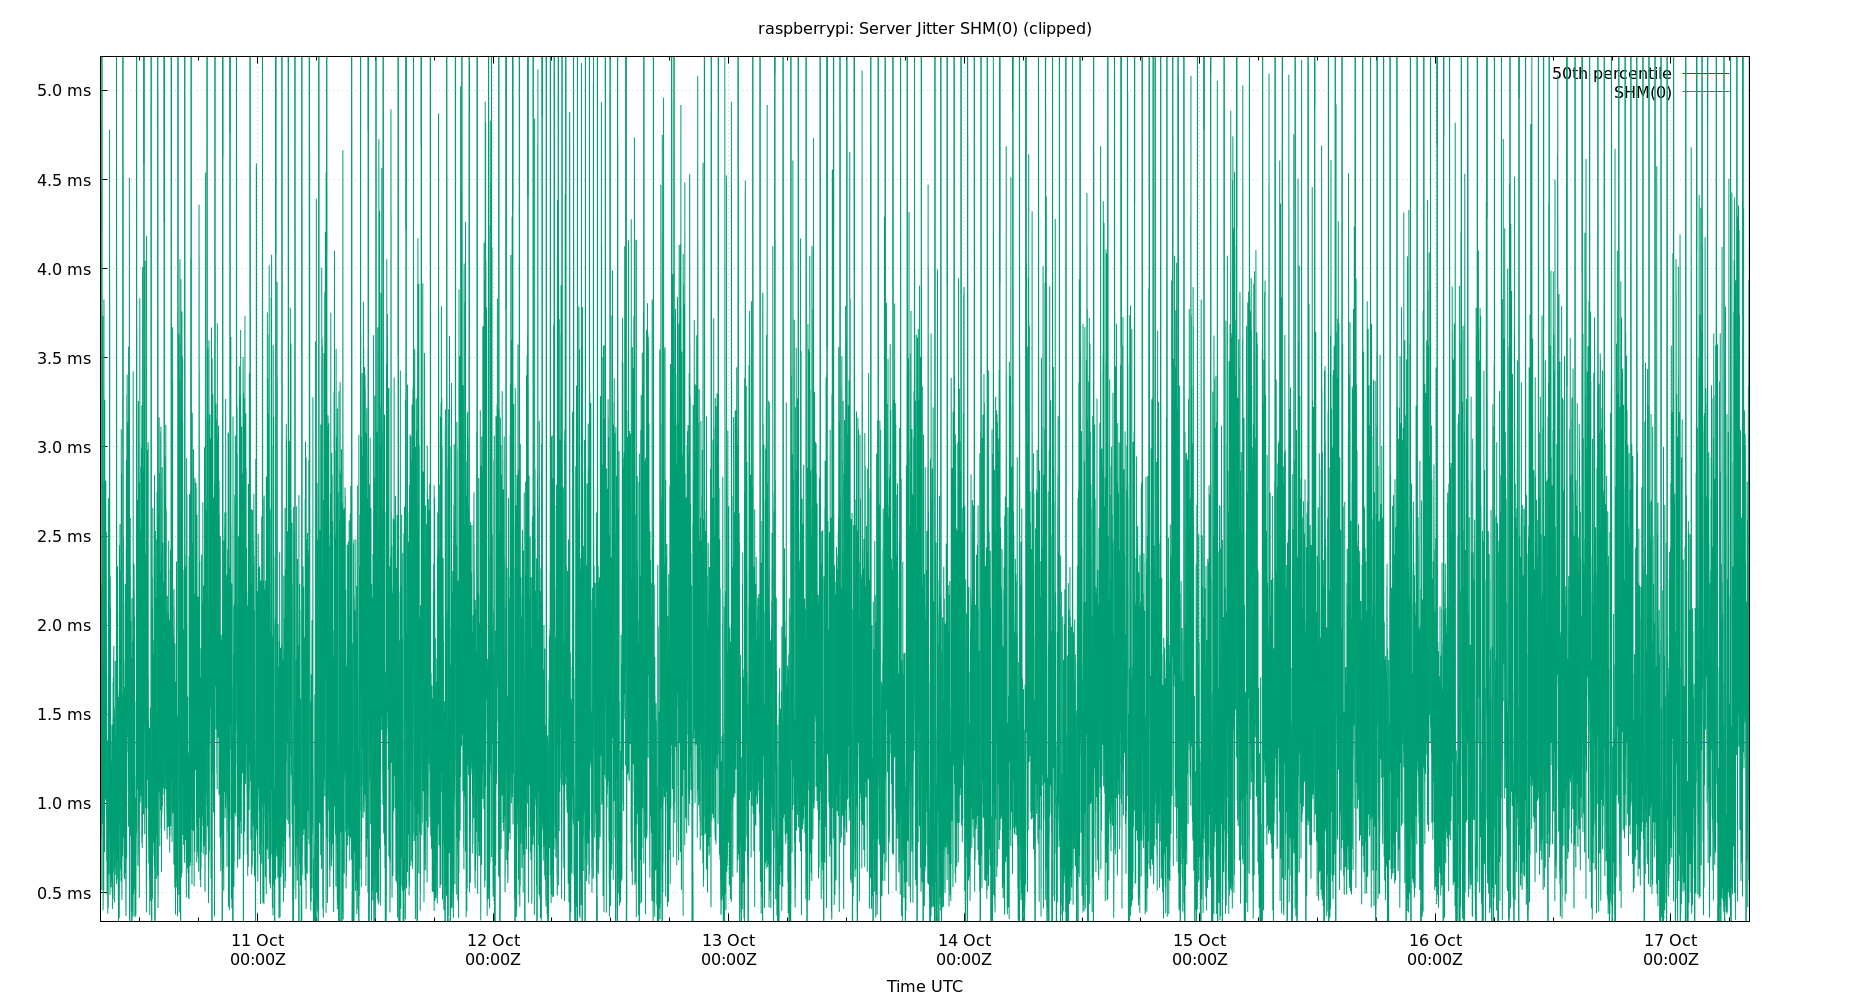 raspberrypi: Server Jitter SHM(0) (clipped)
50th percentile
SHM(0)
5.0 ms
4.5 ms
4.0 ms
3.5 ms
3.0 ms
2.5 ms
2.0 ms
1.5 ms
1.0 ms
0.5 ms
11 Oct 12 Oct 13 Oct 14 Oct 15 Oct 16 Oct 17 Oct
00:00Z 00:00Z 00:00Z 00:00Z 00:00Z 00:00Z 00:00Z
Time UTC